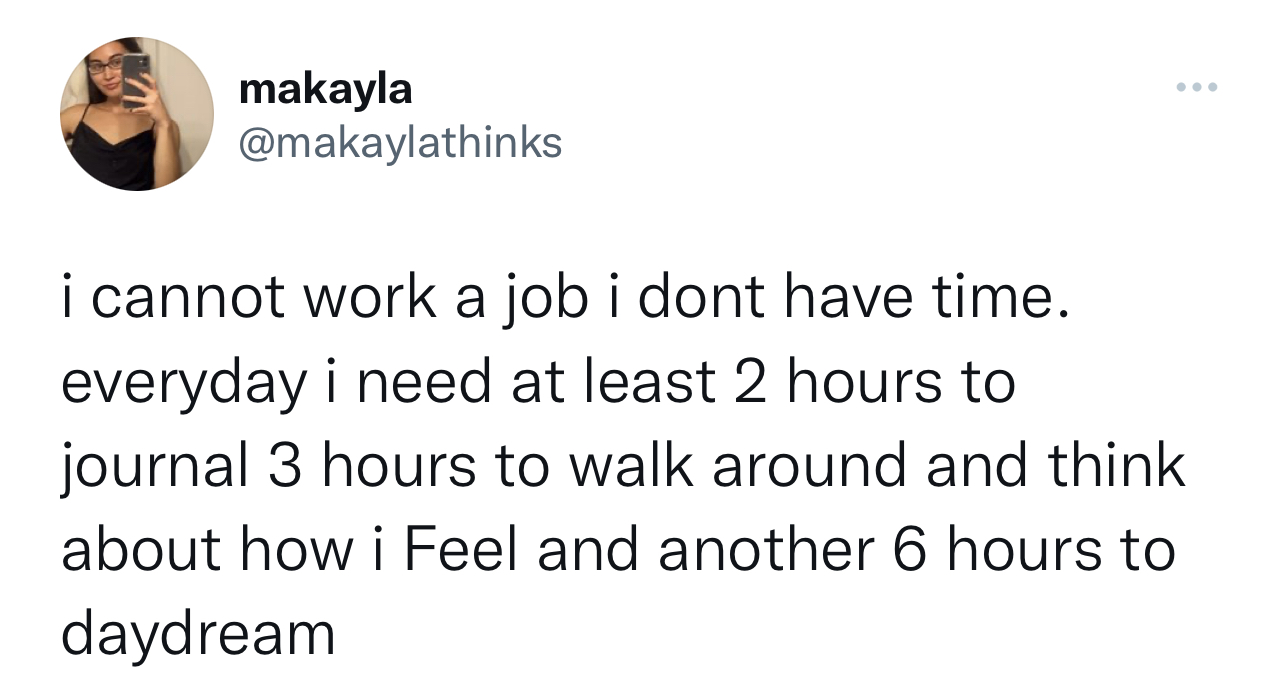 makayla
@makaylathinks
i cannot work a job i dont have time.
everyday i need at least 2 hours to
journal 3 hours to walk around and think
about how i Feel and another 6 hours to
daydream